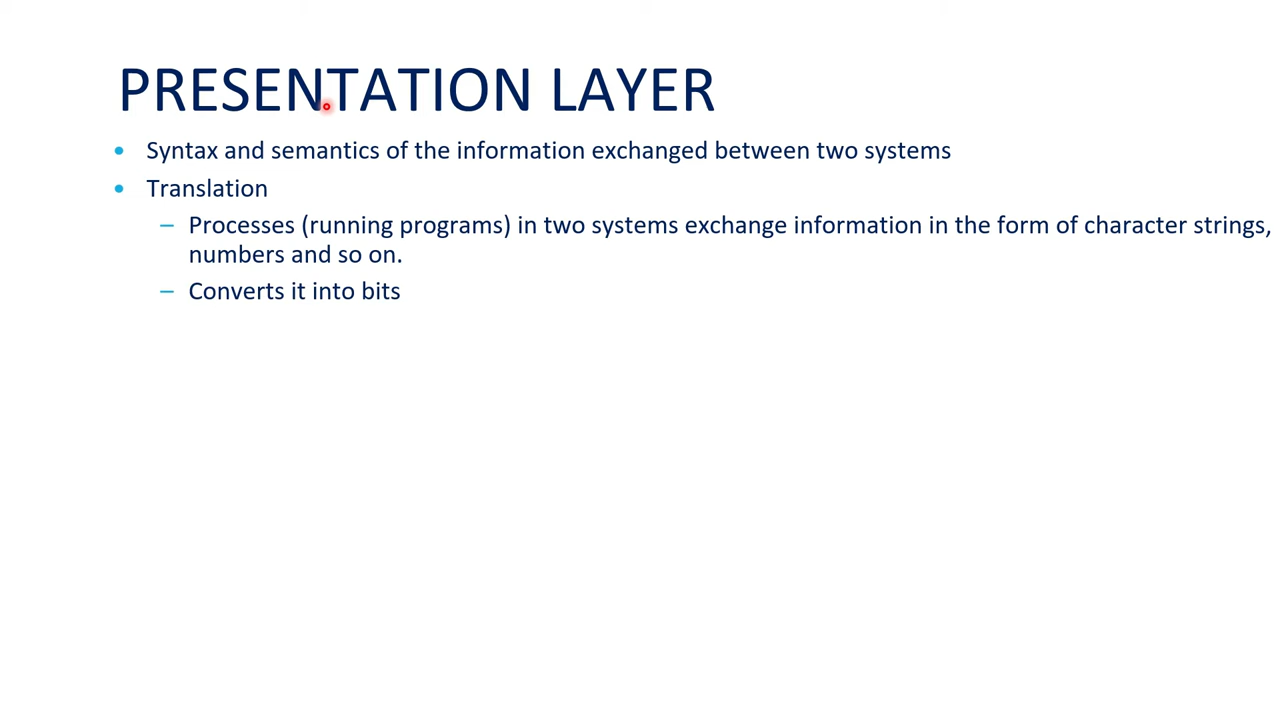 PRESENTATION LAYER
• Syntax and semantics of the information exchanged between two systems
• Translation
– Processes (running programs) in two systems exchange information in the form of character strings,
numbers and so on.
– Converts it into bits